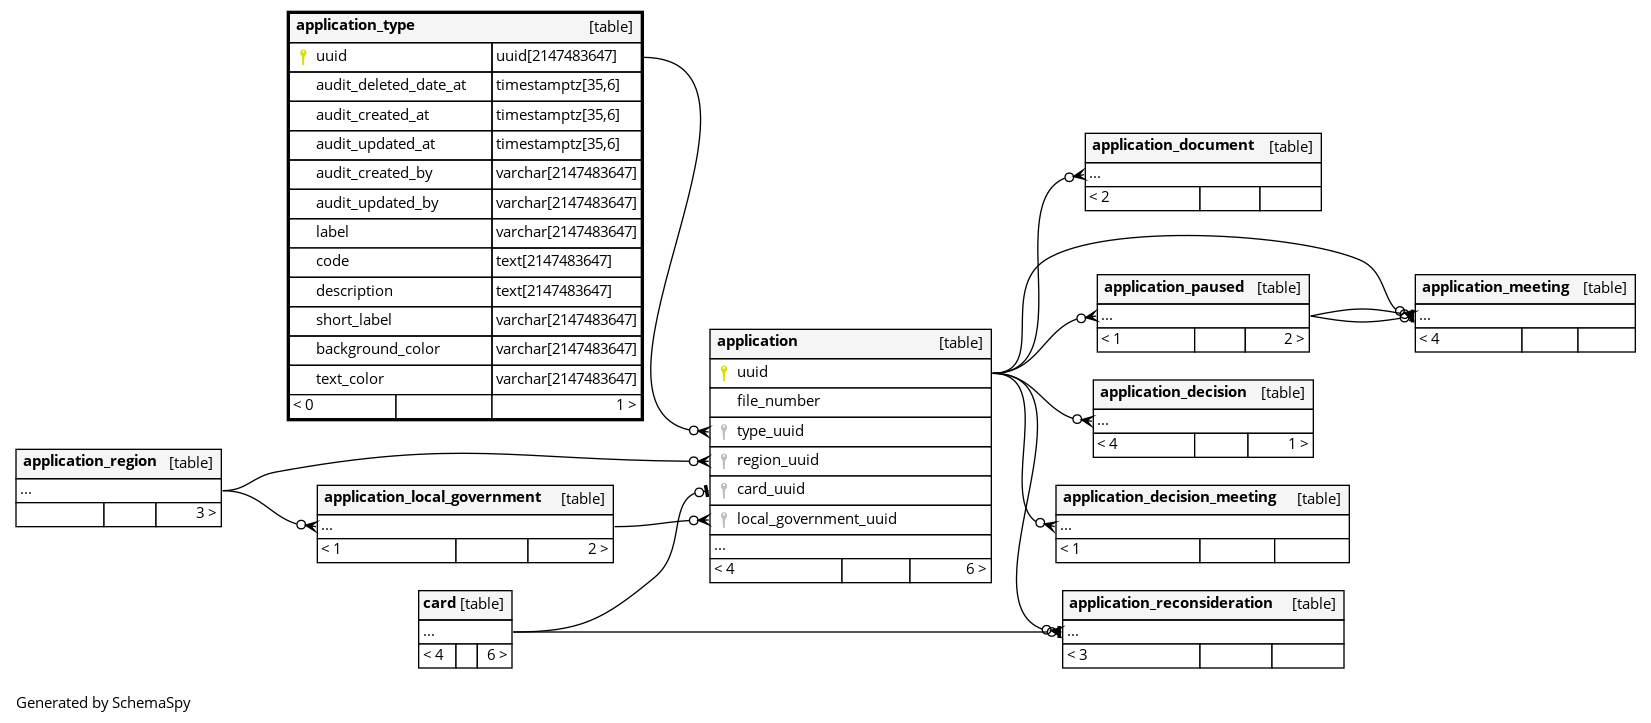 application_type [table]
uuid uuid[2147483647]
audit_deleted_date_at timestamptz[35,6]
audit_created_at timestamptz[35,6]
audit_updated_at timestamptz[35,6]
audit_created_by varchar[2147483647]
audit_updated_by varchar[2147483647]
label varchar[2147483647]
code text[2147483647]
description text[2147483647]
short_label varchar[2147483647]
background_color varchar[2147483647]
text_color varchar[2147483647]
< 0 1 >
application_region [table]
...
3 >
application_local_government [table]
...
< 1 2 >
card [table]
...
< 4 6 >
application [table]
uuid
file_number
type_uuid
region_uuid
card_uuid
local_government_uuid
...
< 4 6 >
application_document [table]
...
< 2
application_paused [table]
...
< 1 2 >
application_meeting [table]
...
< 4
application_decision [table]
...
< 4 1 >
application_decision_meeting [table]
...
< 1
application_reconsideration [table]
...
< 3
Generated by SchemaSpy